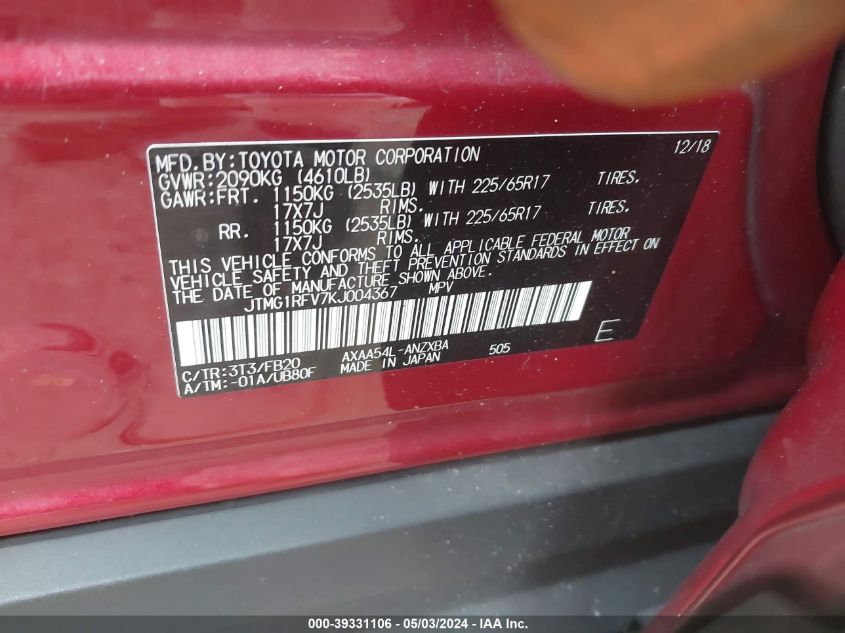 MFD. BY: TOYOTA MOTOR CORPORATION 12/18
GVWR: 2090KG (4610LB)
GAWR: FRT. 1150KG (2535LB) WITH 225/65R17 TIRES.
17X7J RIMS.
RR. 1150KG (2535LB) WITH 225/65R17 TIRES.
17X7J RIMS.
THIS VEHICLE CONFORMS TO ALL APPLICABLE FEDERAL MOTOR
VEHICLE SAFETY AND THEFT PREVENTION STANDARDS IN EFFECT ON
THE DATE OF MANUFACTURE SHOWN ABOVE.
JTMG1RFV7KJ004367 MPV
C/TR: 3T3/FB20 AXAA54L-ANZXBA 505 E
A/TM: -01A/UB80F MADE IN JAPAN
000-39331106 - 05/03/2024 - IAA Inc.